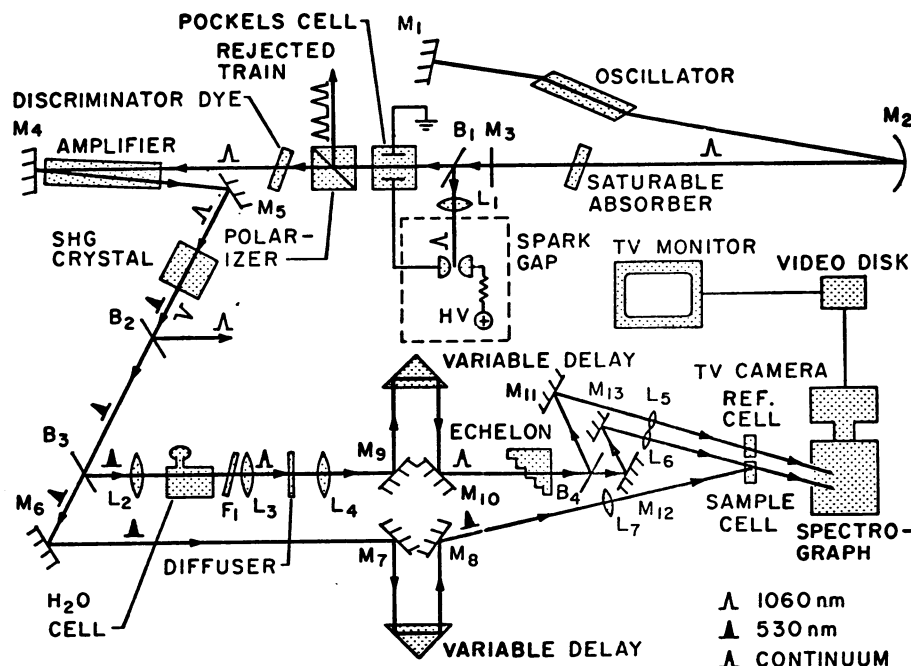 POCKELS CELL
M1
REJECTED
TRAIN
OSCILLATOR
DISCRIMINATOR
DYE
M4
AMPLIFIER
B1
M3
M2
M5
L1
SATURABLE
ABSORBER
SHG
CRYSTAL
POLAR-
IZER
SPARK
GAP
TV MONITOR
VIDEO DISK
HV
B2
VARIABLE DELAY
TV CAMERA
M11
M13
L5
REF.
CELL
B3
M9
ECHELON
L6
L2
F1
L3
L4
M10
B4
M12
SAMPLE
CELL
M6
L7
SPECTRO-
GRAPH
DIFFUSER
M7
M8
H2O
CELL
1060 nm
530 nm
VARIABLE DELAY
CONTINUUM